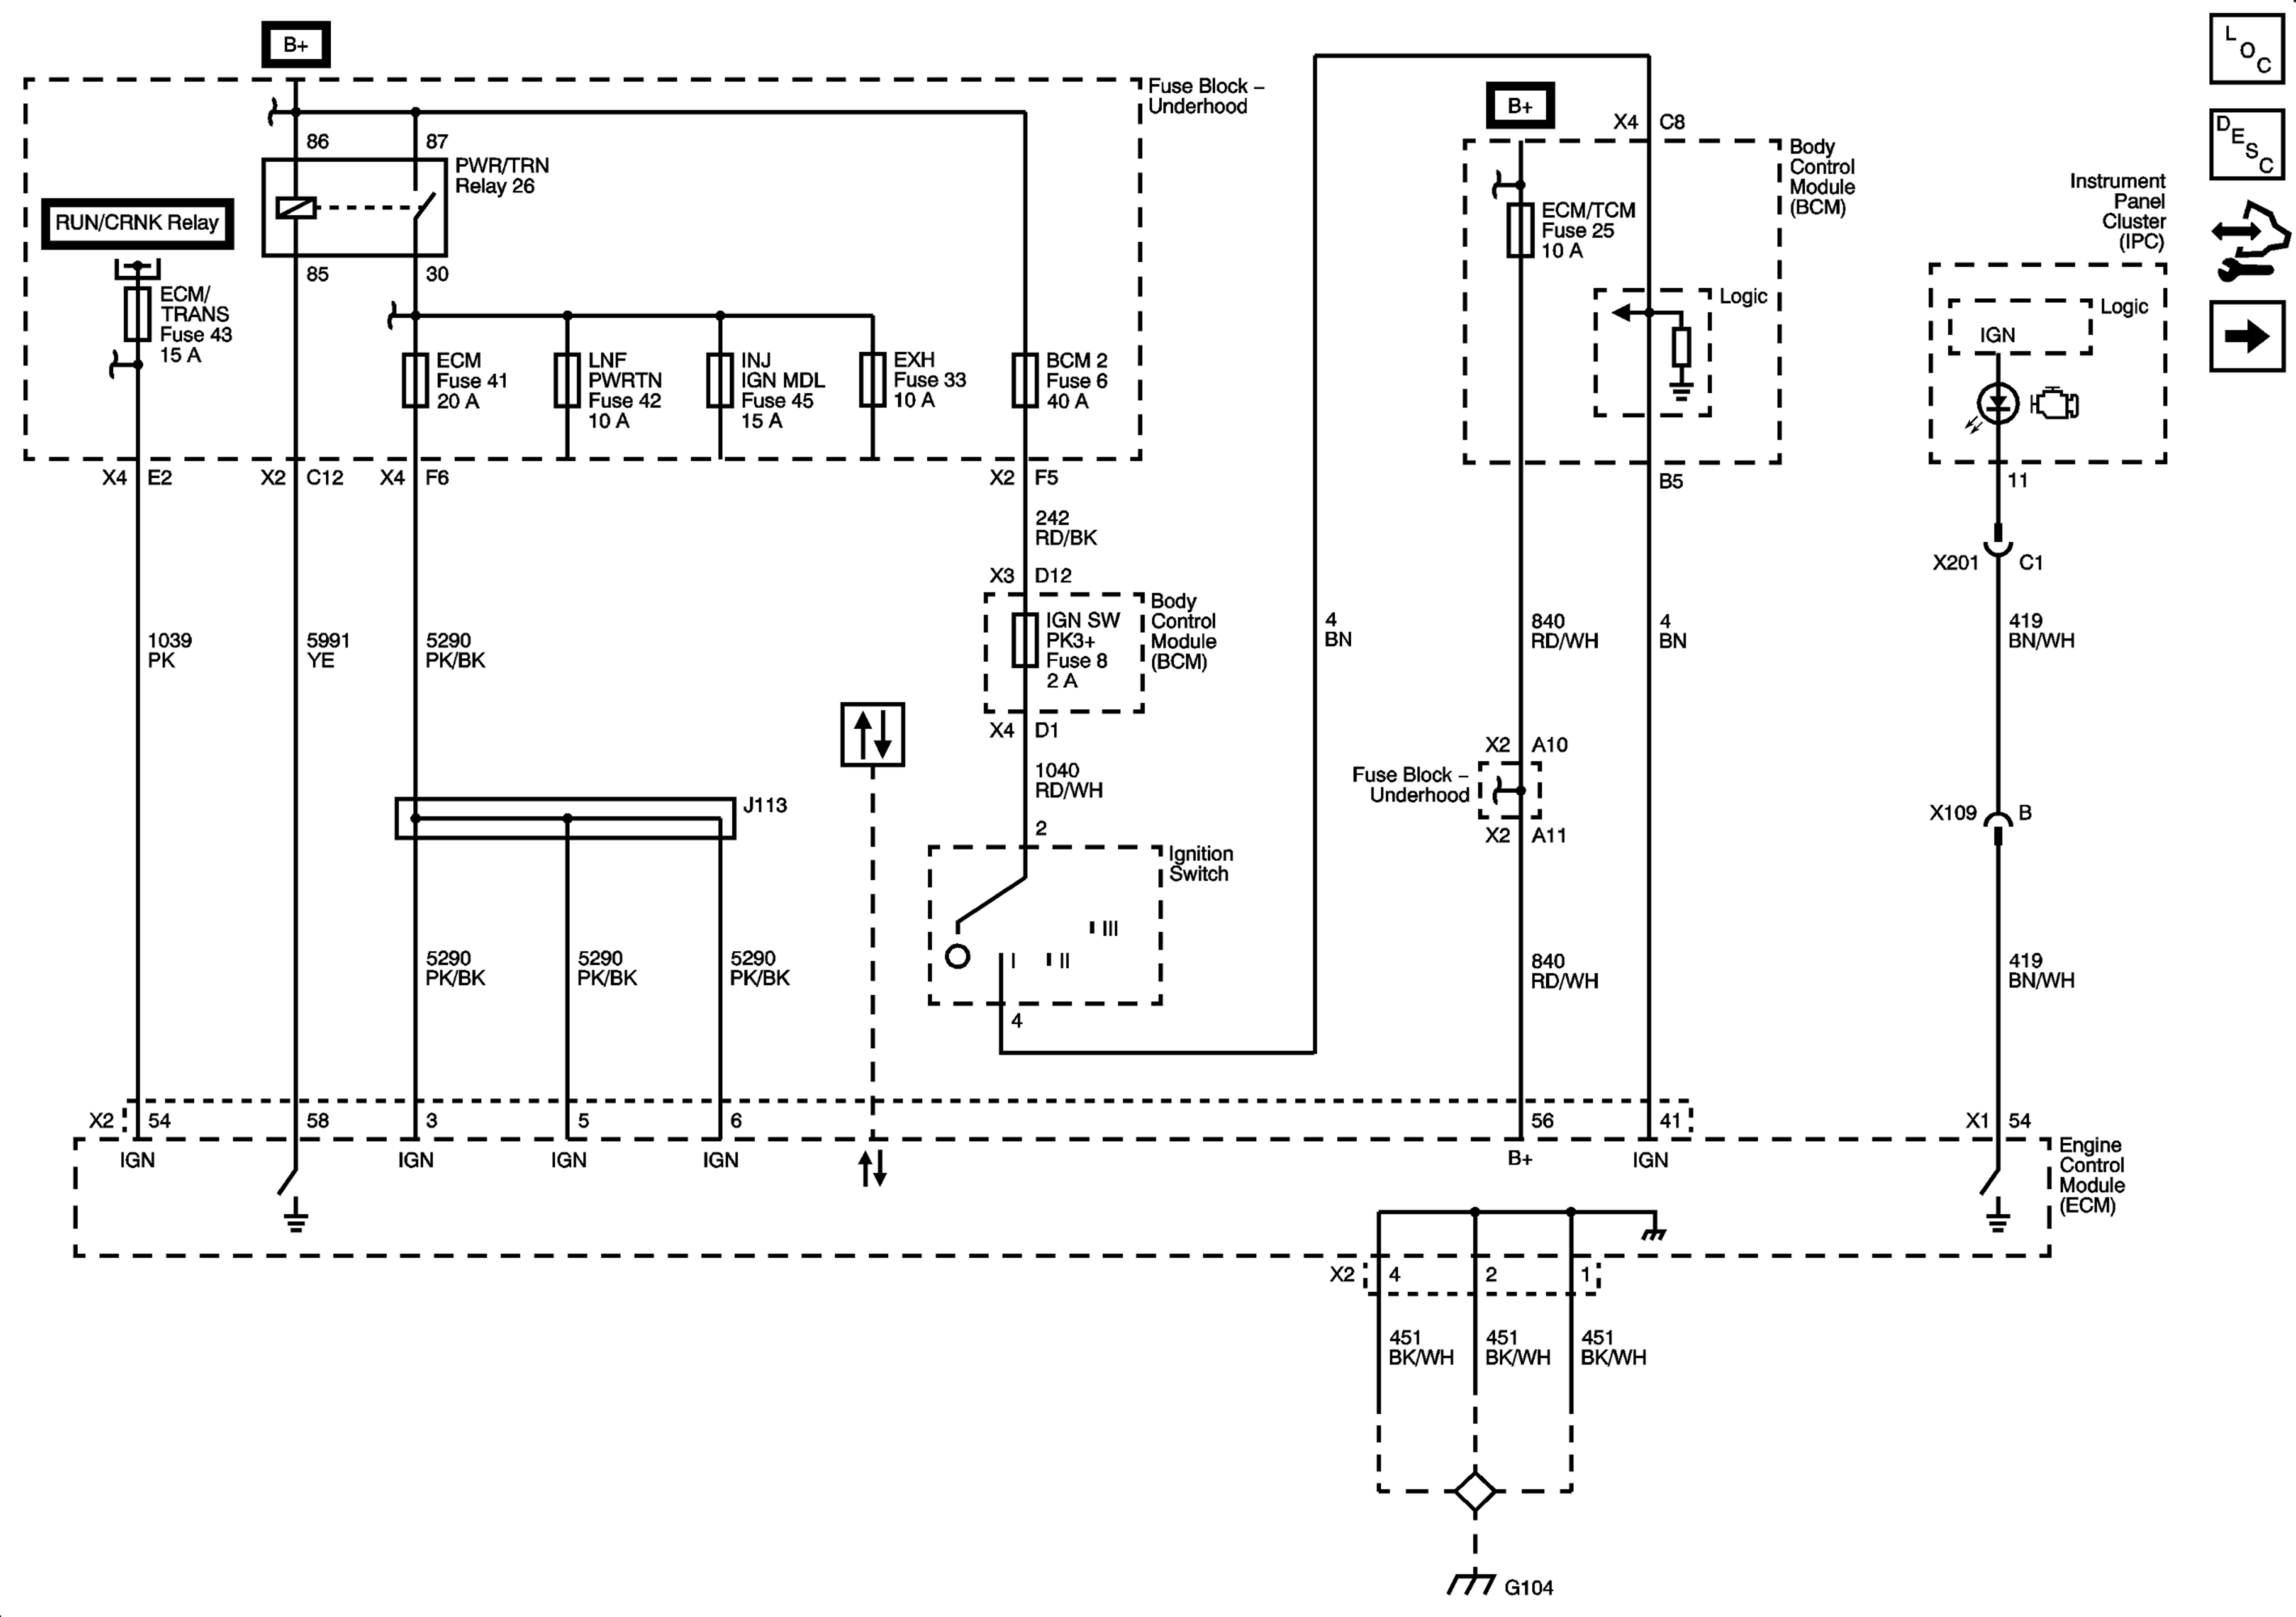 B+
Fuse Block –
Underhood
86
87
PWR/TRN
Relay 26
RUN/CRNK Relay
85
30
ECM/
TRANS
Fuse 43
15 A
ECM
Fuse 41
20 A
LNF
PWRTN
Fuse 42
10 A
INJ
IGN MDL
Fuse 45
15 A
EXH
Fuse 33
10 A
BCM 2
Fuse 6
40 A
X4 E2
X2 C12
X4 F6
X2 F5
242
RD/BK
X3 D12
IGN SW
PK3+
Fuse 8
2 A
Body
Control
Module
(BCM)
X4 D1
1040
RD/WH
2
Ignition
Switch
I
II
III
4
1039
PK
5991
YE
5290
PK/BK
J113
5290
PK/BK
5290
PK/BK
5290
PK/BK
4
BN
B+
X4 C8
Body
Control
Module
(BCM)
ECM/TCM
Fuse 25
10 A
Logic
B5
840
RD/WH
4
BN
X2 A10
Fuse Block –
Underhood
X2 A11
840
RD/WH
Instrument
Panel
Cluster
(IPC)
Logic
IGN
11
X201 C1
419
BN/WH
X109 B
419
BN/WH
L
O
C
D
E
S
C
X2 54
58
3
5
6
56
41
X1 54
IGN
IGN
IGN
IGN
B+
IGN
Engine
Control
Module
(ECM)
X2 4
2
1
451
BK/WH
451
BK/WH
451
BK/WH
G104